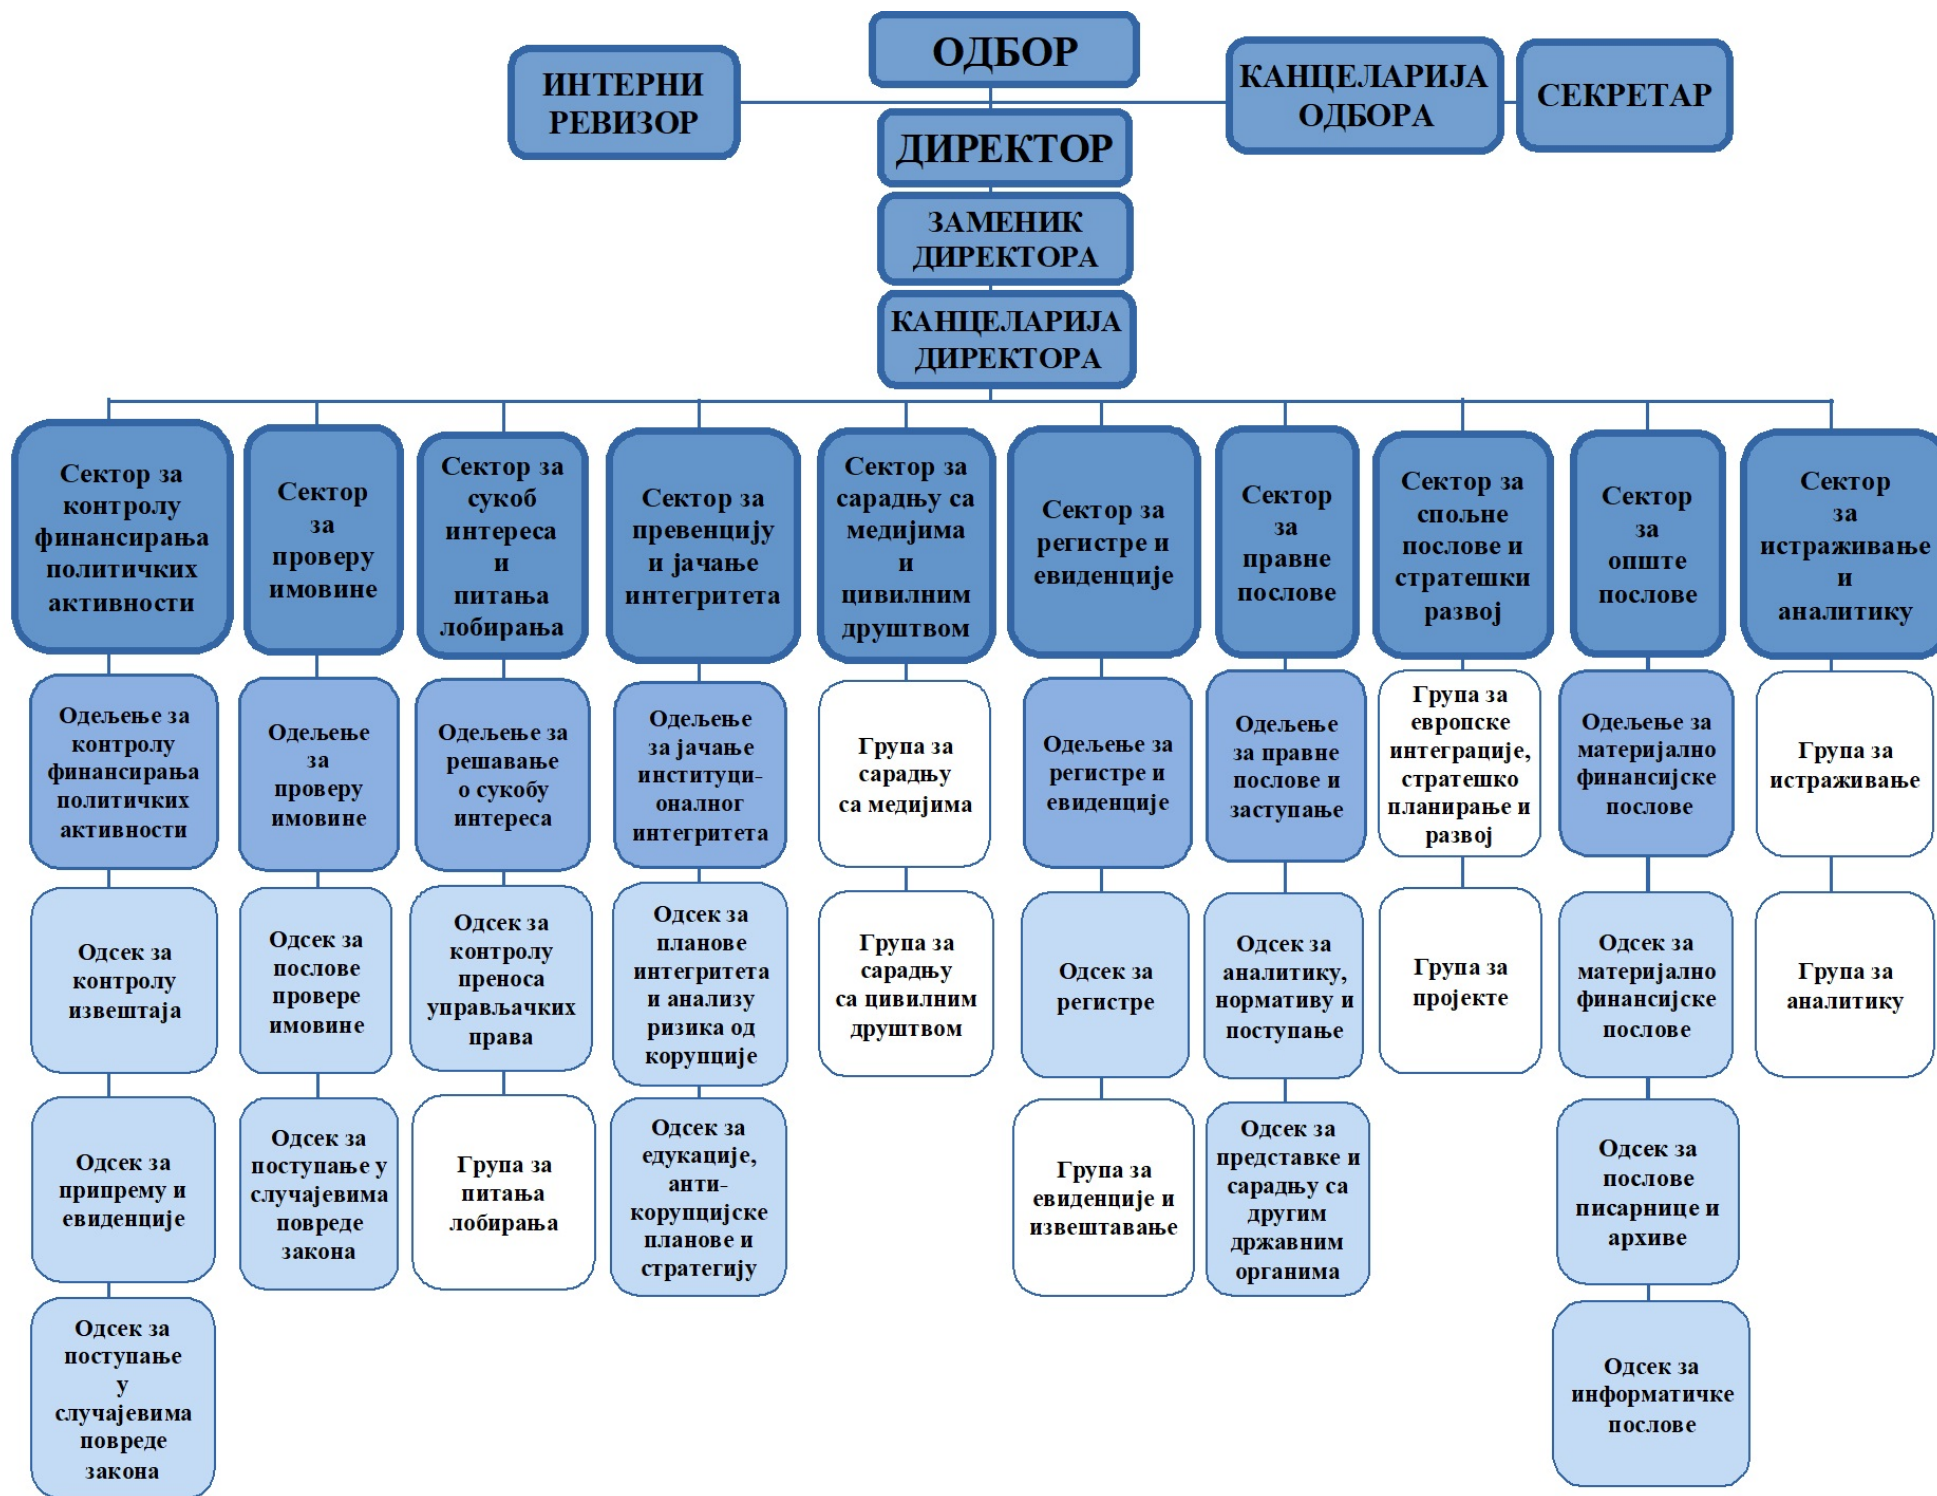 ОДБОР
ИНТЕРНИ
РЕВИЗОР
КАНЦЕЛАРИЈА
ОДБОРА
СЕКРЕТАР
ДИРЕКТОР
ЗАМЕНИК
ДИРЕКТОРА
КАНЦЕЛАРИЈА
ДИРЕКТОРА
Сектор за
контролу
финансирања
политичких
активности
Сектор
за
проверу
имовине
Сектор за
сукоб
интереса
и
питања
лобирања
Сектор за
превенцију
и јачање
интегритета
Сектор за
сарадњу са
медијима
и
цивилним
друштвом
Сектор за
регистре и
евиденције
Сектор
за
правне
послове
Сектор за
спољне
послове и
стратешки
развој
Сектор
за
опште
послове
Сектор
за
истраживање
и
аналитику
Одељење за
контролу
финансирања
политичких
активности
Одељење
за
проверу
имовине
Одељење за
решавање
о сукобу
интереса
Одељење
за јачање
институци-
оналног
интегритета
Група за
сарадњу
са медијима
Одељење за
регистре и
евиденције
Одељење
за правне
послове и
заступање
Група за
европске
интеграције,
стратешко
планирање и
развој
Одељење за
материјално
финансијске
послове
Група за
истраживање
Одсек за
контролу
извештаја
Одсек за
послове
провере
имовине
Одсек за
контролу
преноса
управљачких
права
Одсек за
планове
интегритета
и анализу
ризика од
корупције
Група за
сарадњу
са цивилним
друштвом
Одсек за
регистре
Одсек за
аналитику,
нормативу и
поступање
Група за
пројекте
Одсек за
материјално
финансијске
послове
Група за
аналитику
Одсек за
припрему и
евиденције
Одсек за
поступање у
случајевима
повреде
закона
Група за
питања
лобирања
Одсек за
едукације,
анти-
корупцијске
планове и
стратегију
Група за
евиденције и
извештавање
Одсек за
представке и
сарадњу са
другим
државним
органима
Одсек за
послове
писарнице и
архиве
Одсек за
поступање
у
случајевима
повреде
закона
Одсек за
информатичке
послове